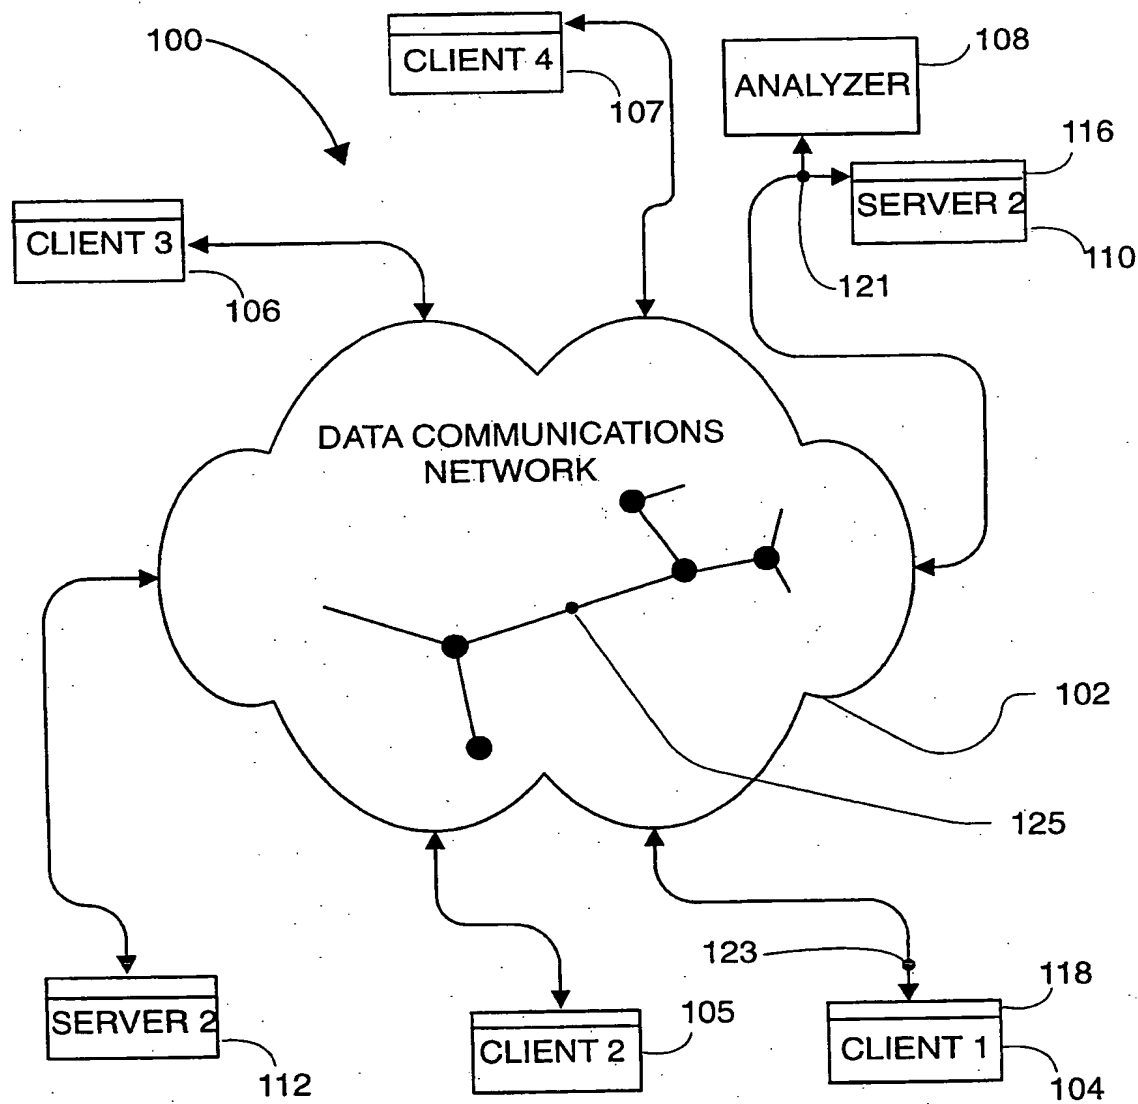 100
CLIENT 4
107
ANALYZER
108
116
SERVER 2
110
121
CLIENT 3
106
DATA COMMUNICATIONS
NETWORK
102
125
123
118
CLIENT 1
104
105
CLIENT 2
SERVER 2
112